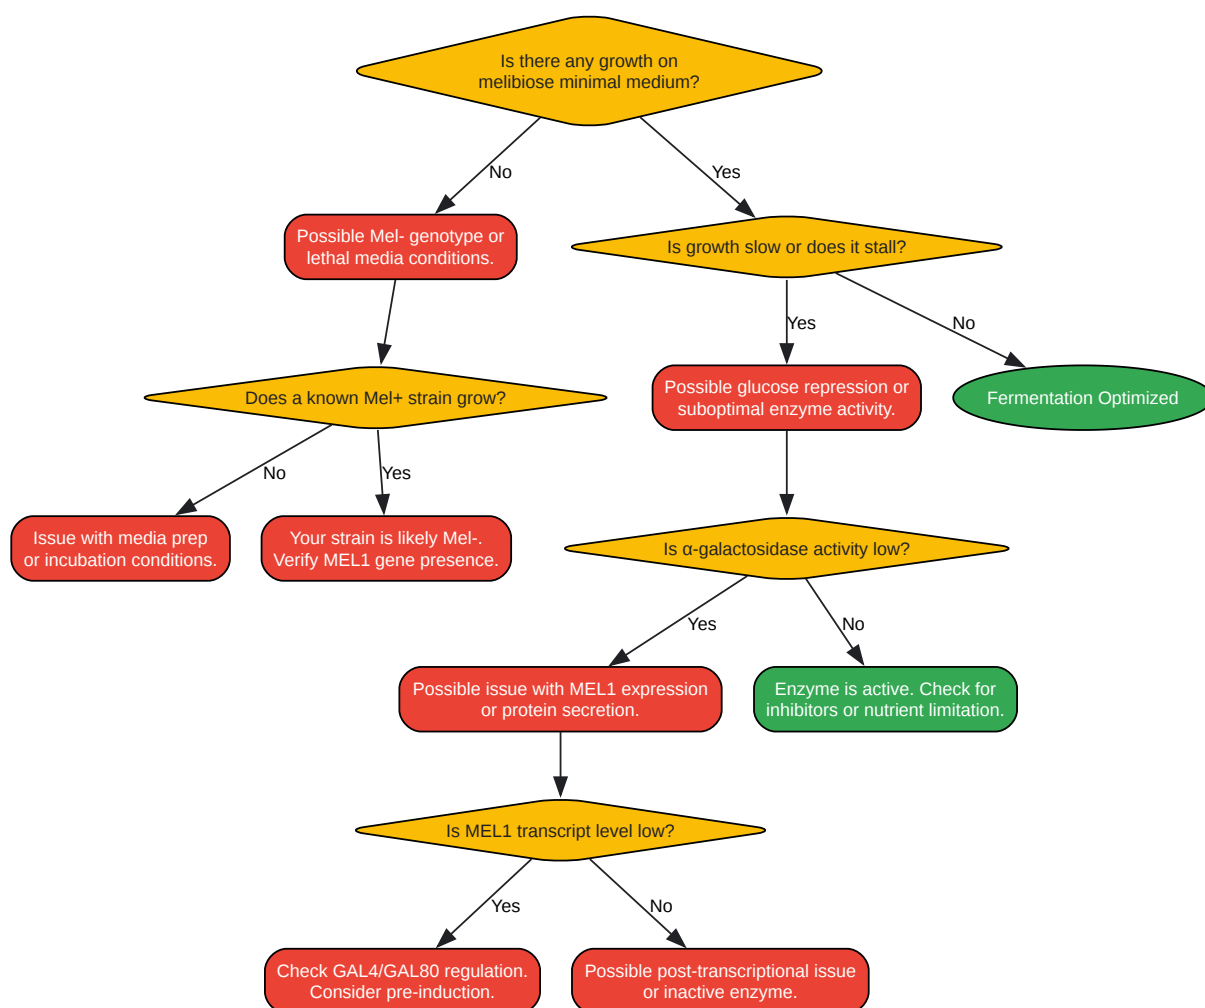 Is there any growth on
melibiose minimal medium?
No
Yes
Possible Mel- genotype or
lethal media conditions.
Is growth slow or does it stall?
Yes
No
Does a known Mel+ strain grow?
Possible glucose repression or
suboptimal enzyme activity.
Fermentation Optimized
No
Yes
Issue with media prep
or incubation conditions.
Your strain is likely Mel-.
Verify MEL1 gene presence.
Is α-galactosidase activity low?
Yes
No
Possible issue with MEL1 expression
or protein secretion.
Enzyme is active. Check for
inhibitors or nutrient limitation.
Is MEL1 transcript level low?
Yes
No
Check GAL4/GAL80 regulation.
Consider pre-induction.
Possible post-transcriptional issue
or inactive enzyme.